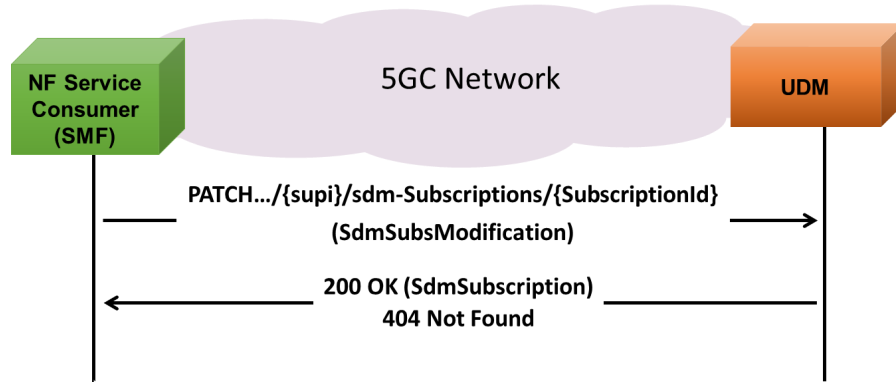 NF Service
Consumer
(SMF)
5GC Network
UDM
PATCH.../{supi}/sdm-Subscriptions/{SubscriptionId}
(SdmSubsModification)
200 OK (SdmSubscription)
404 Not Found